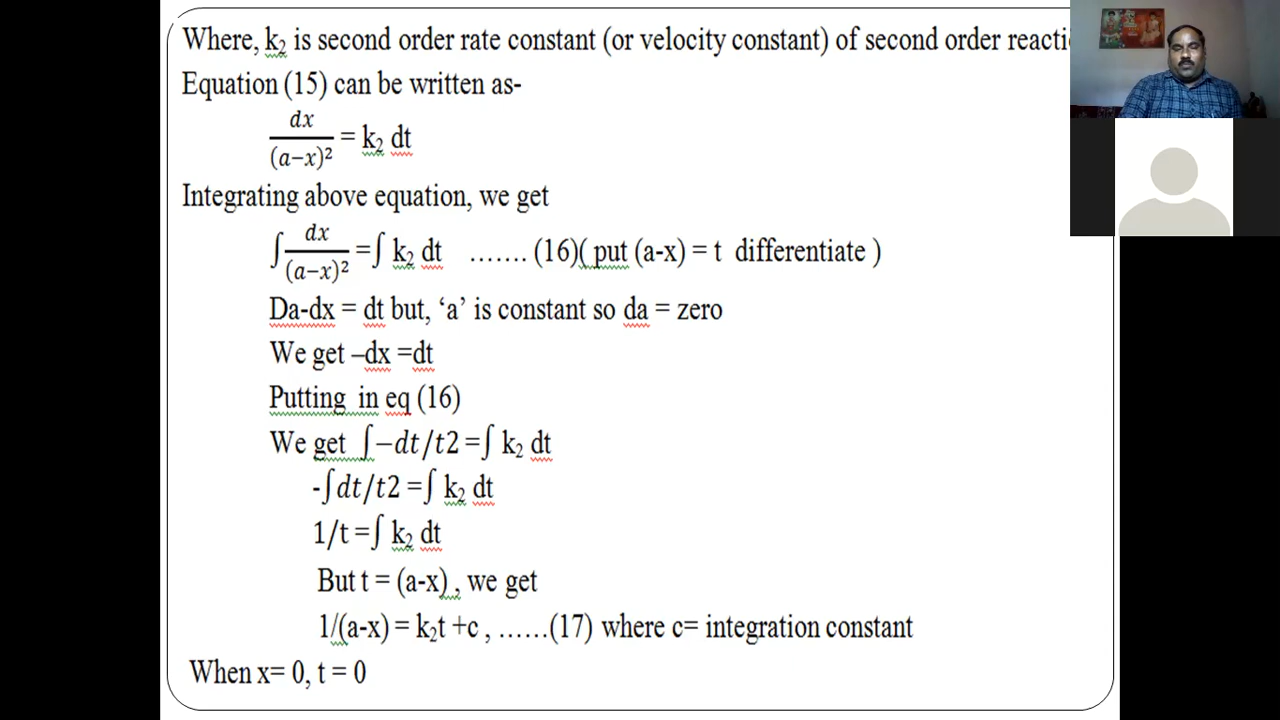 Where, k₂ is second order rate constant (or velocity constant) of second order reacti
Equation (15) can be written as-
dx/(a−x)² = k₂ dt
Integrating above equation, we get
∫dx/(a−x)² =∫ k₂ dt ....... (16)( put (a-x) = t differentiate )
Da-dx = dt but, ‘a’ is constant so da = zero
We get –dx =dt
Putting in eq (16)
We get ∫−dt/t2 =∫ k₂ dt
-∫dt/t2 =∫ k₂ dt
1/t =∫ k₂ dt
But t = (a-x) , we get
1/(a-x) = k₂t +c , ......(17) where c= integration constant
When x= 0, t = 0